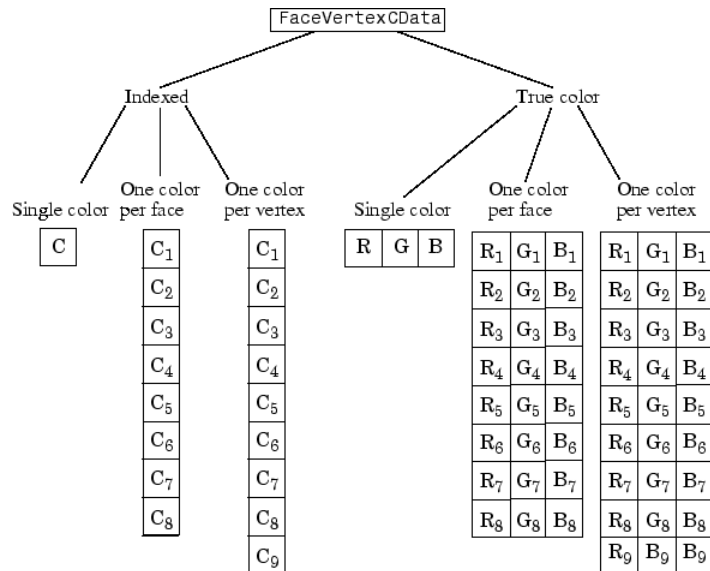 FaceVertexCData
Indexed True color
Single color One color per face One color per vertex Single color One color per face One color per vertex
C C₁ C₁ R G B R₁ G₁ B₁ R₁ G₁ B₁
C₂ C₂ R₂ G₂ B₂ R₂ G₂ B₂
C₃ C₃ R₃ G₃ B₃ R₃ G₃ B₃
C₄ C₄ R₄ G₄ B₄ R₄ G₄ B₄
C₅ C₅ R₅ G₅ B₅ R₅ G₅ B₅
C₆ C₆ R₆ G₆ B₆ R₆ G₆ B₆
C₇ C₇ R₇ G₇ B₇ R₇ G₇ B₇
C₈ C₈ R₈ G₈ B₈ R₈ G₈ B₈
C₉ R₉ B₉ B₉